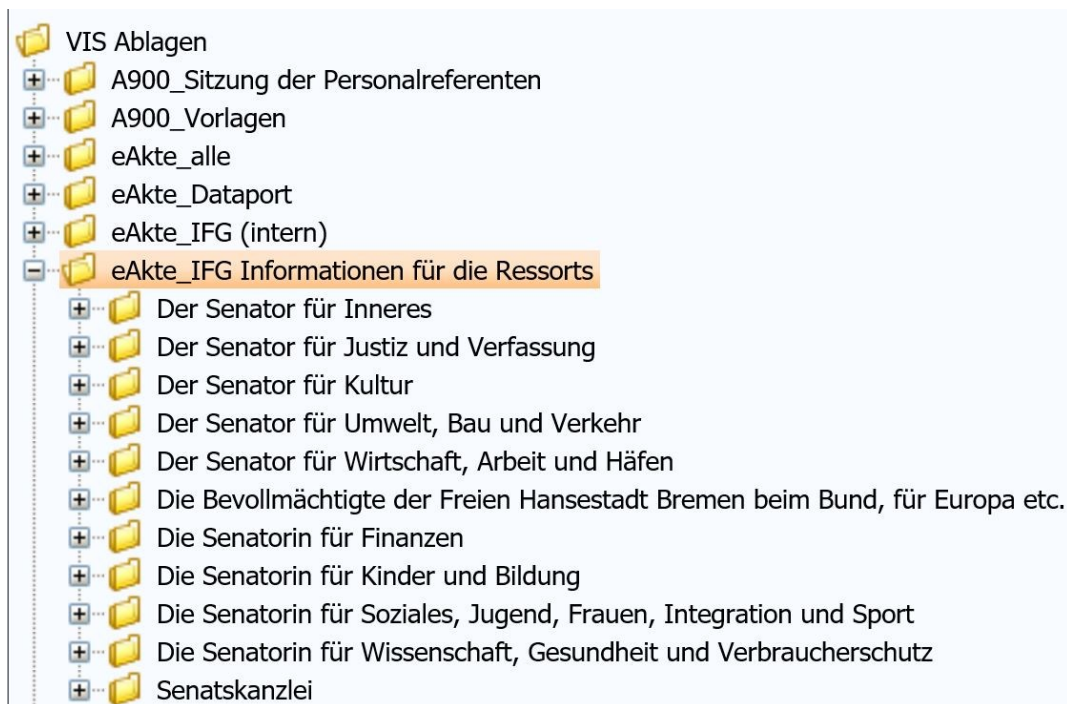 VIS Ablagen
A900_Sitzung der Personalreferenten
A900_Vorlagen
eAkte_alle
eAkte_Dataport
eAkte_IFG (intern)
eAkte_IFG Informationen für die Ressorts
Der Senator für Inneres
Der Senator für Justiz und Verfassung
Der Senator für Kultur
Der Senator für Umwelt, Bau und Verkehr
Der Senator für Wirtschaft, Arbeit und Häfen
Die Bevollmächtigte der Freien Hansestadt Bremen beim Bund, für Europa etc.
Die Senatorin für Finanzen
Die Senatorin für Kinder und Bildung
Die Senatorin für Soziales, Jugend, Frauen, Integration und Sport
Die Senatorin für Wissenschaft, Gesundheit und Verbraucherschutz
Senatskanzlei